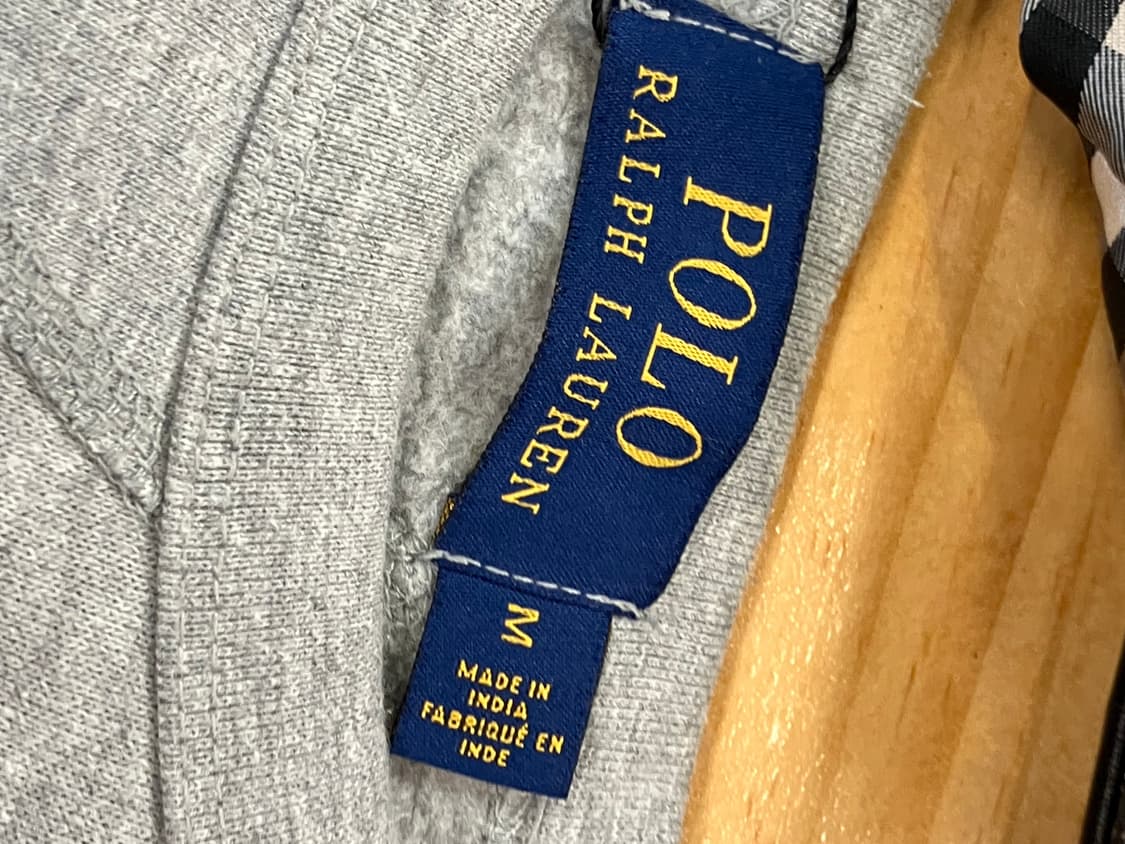 POLO
RALPH LAUREN
M
MADE IN
INDIA
FABRIQUÉ EN
INDE